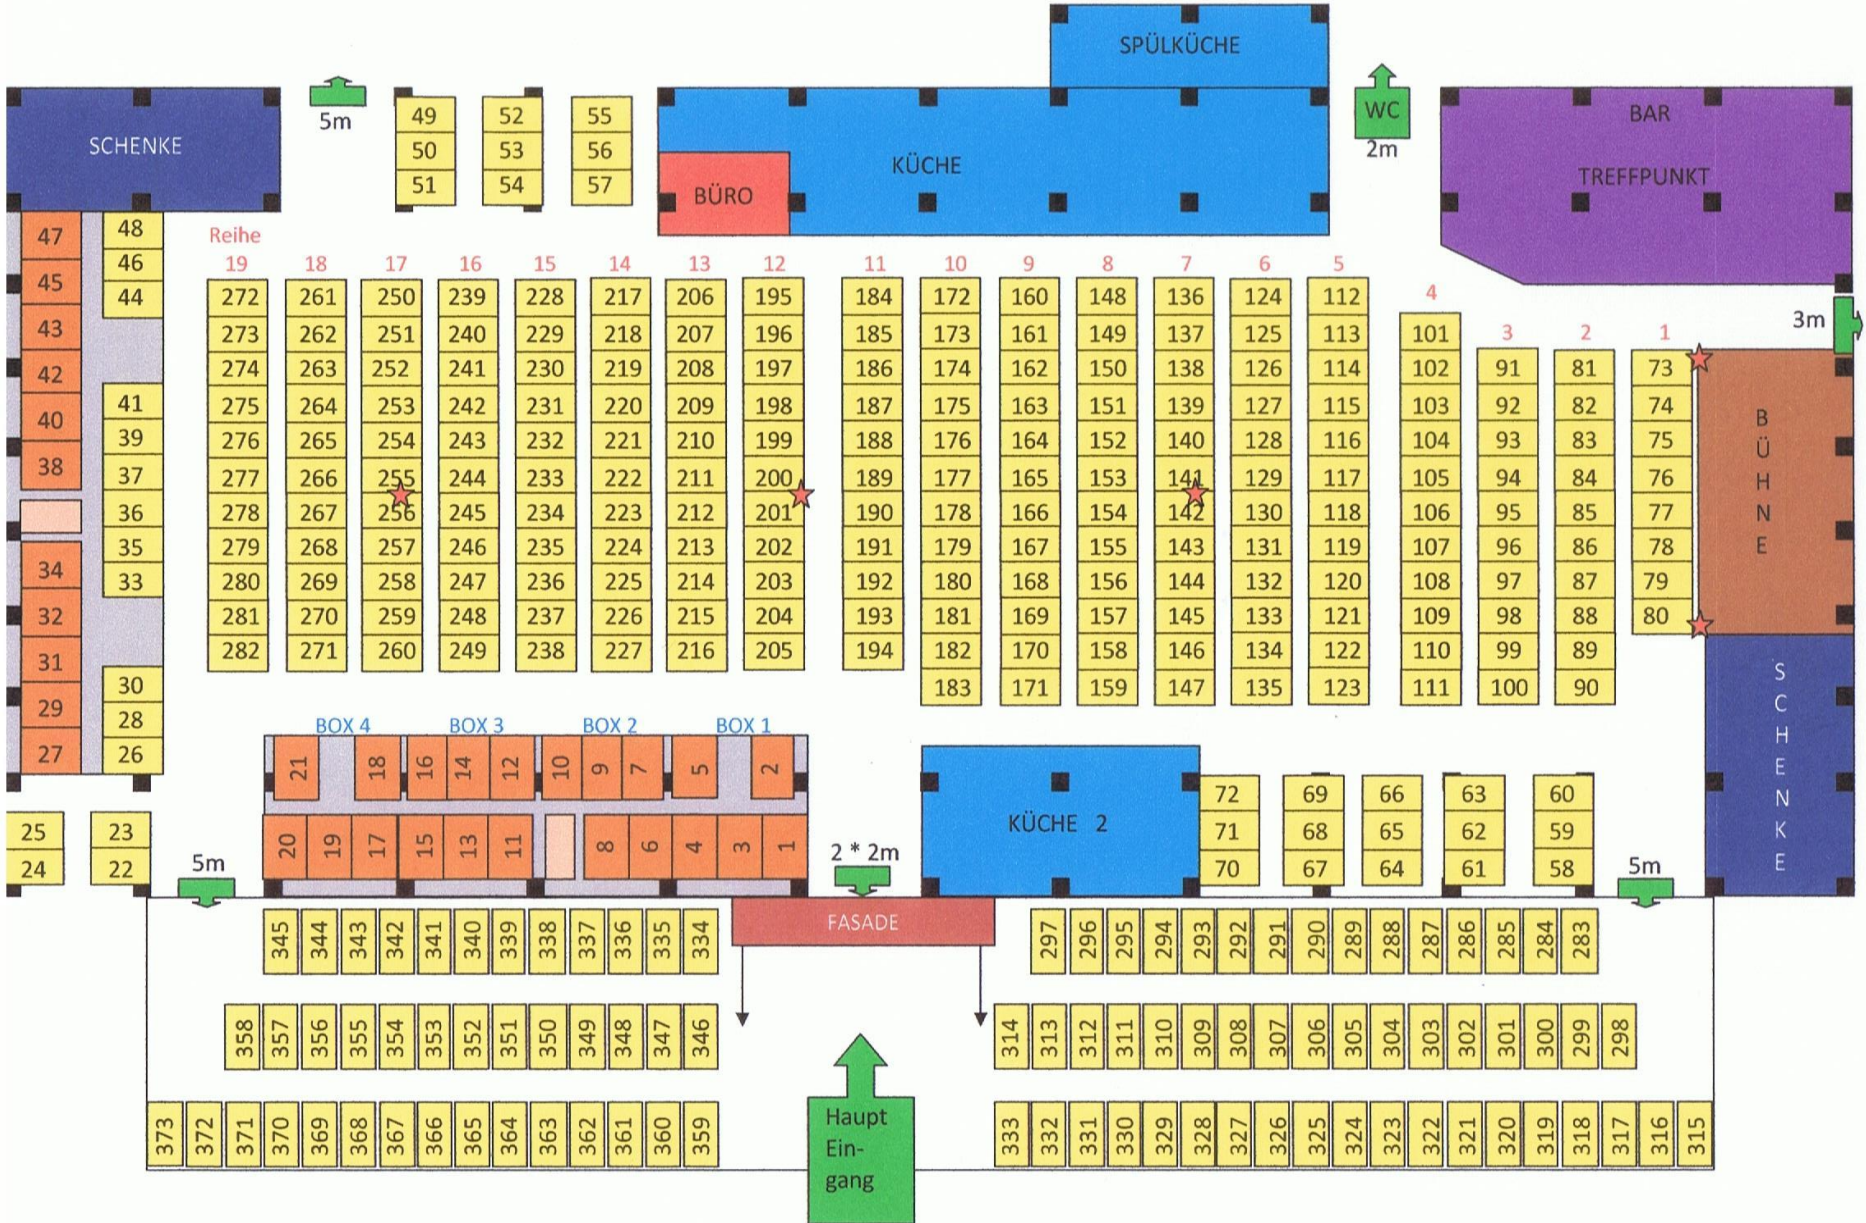 SPÜLKÜCHE
SCHENKE
5m
49 52 55
50 53 56
51 54 57
KÜCHE
BÜRO
WC
2m
BAR
TREFFPUNKT
47 48
45 46
43 44
42
40 41
38 39
37
36
35
34 33
32
31
29 30
27 28
26
Reihe
19 18 17 16 15 14 13 12 11 10 9 8 7 6 5
4
3 2 1
3m
272 261 250 239 228 217 206 195 184 172 160 148 136 124 112
273 262 251 240 229 218 207 196 185 173 161 149 137 125 113 101
274 263 252 241 230 219 208 197 186 174 162 150 138 126 114 102 91 81 73
275 264 253 242 231 220 209 198 187 175 163 151 139 127 115 103 92 82 74
276 265 254 243 232 221 210 199 188 176 164 152 140 128 116 104 93 83 75
277 266 255 244 233 222 211 200 189 177 165 153 141 129 117 105 94 84 76
278 267 256 245 234 223 212 201 190 178 166 154 142 130 118 106 95 85 77
279 268 257 246 235 224 213 202 191 179 167 155 143 131 119 107 96 86 78
280 269 258 247 236 225 214 203 192 180 168 156 144 132 120 108 97 87 79
281 270 259 248 237 226 215 204 193 181 169 157 145 133 121 109 98 88 80
282 271 260 249 238 227 216 205 194 182 170 158 146 134 122 110 99 89
183 171 159 147 135 123 111 100 90
BÜHNE
SCHENKE
BOX 4 BOX 3 BOX 2 BOX 1
21 18 16 14 12 10 9 7 5 2
20 19 17 15 13 11 8 6 4 3 1
25 23
24 22
5m
2 * 2m
KÜCHE 2
72 69 66 63 60
71 68 65 62 59
70 67 64 61 58
5m
FASADE
345 344 343 342 341 340 339 338 337 336 335 334
297 296 295 294 293 292 291 290 289 288 287 286 285 284 283
358 357 356 355 354 353 352 351 350 349 348 347 346
314 313 312 311 310 309 308 307 306 305 304 303 302 301 300 299 298
373 372 371 370 369 368 367 366 365 364 363 362 361 360 359
333 332 331 330 329 328 327 326 325 324 323 322 321 320 319 318 317 316 315
Haupt
Ein-
gang